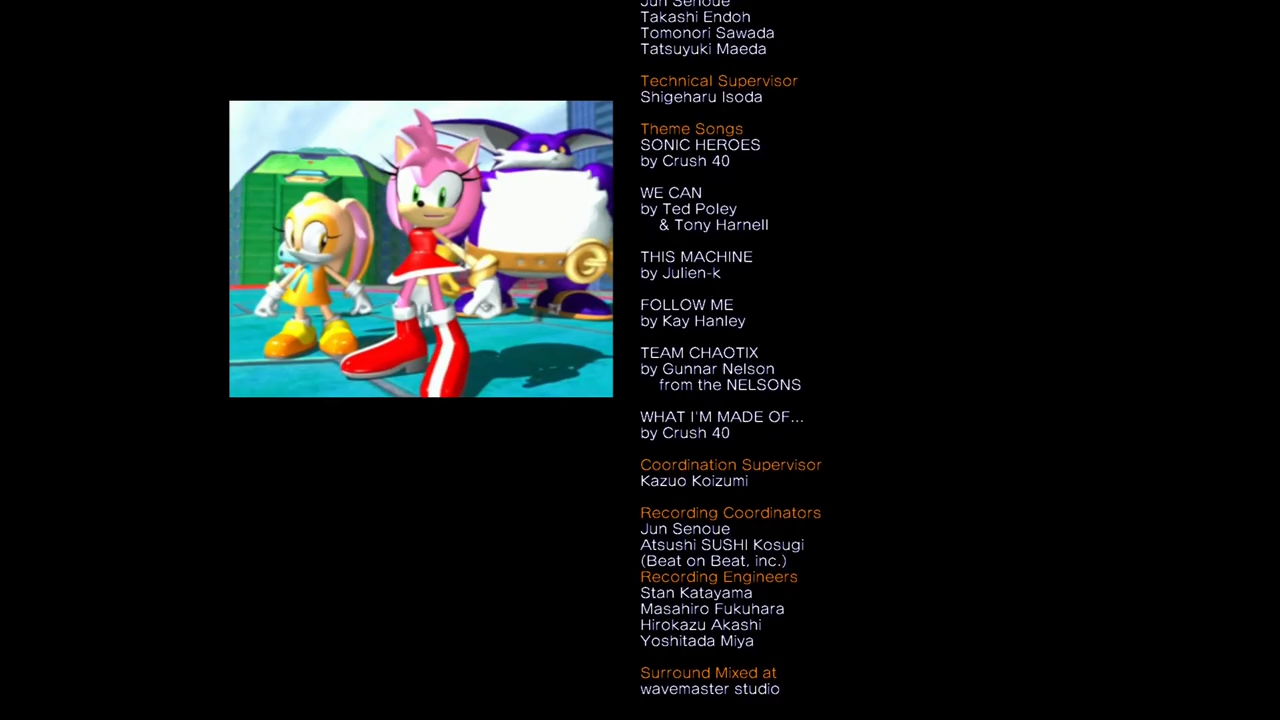 Jun Senoue
Takashi Endoh
Tomonori Sawada
Tatsuyuki Maeda
Technical Supervisor
Shigeharu Isoda
Theme Songs
SONIC HEROES
by Crush 40
WE CAN
by Ted Poley
& Tony Harnell
THIS MACHINE
by Julien-k
FOLLOW ME
by Kay Hanley
TEAM CHAOTIX
by Gunnar Nelson
from the NELSONS
WHAT I'M MADE OF...
by Crush 40
Coordination Supervisor
Kazuo Koizumi
Recording Coordinators
Jun Senoue
Atsushi SUSHI Kosugi
(Beat on Beat, inc.)
Recording Engineers
Stan Katayama
Masahiro Fukuhara
Hirokazu Akashi
Yoshitada Miya
Surround Mixed at
wavemaster studio